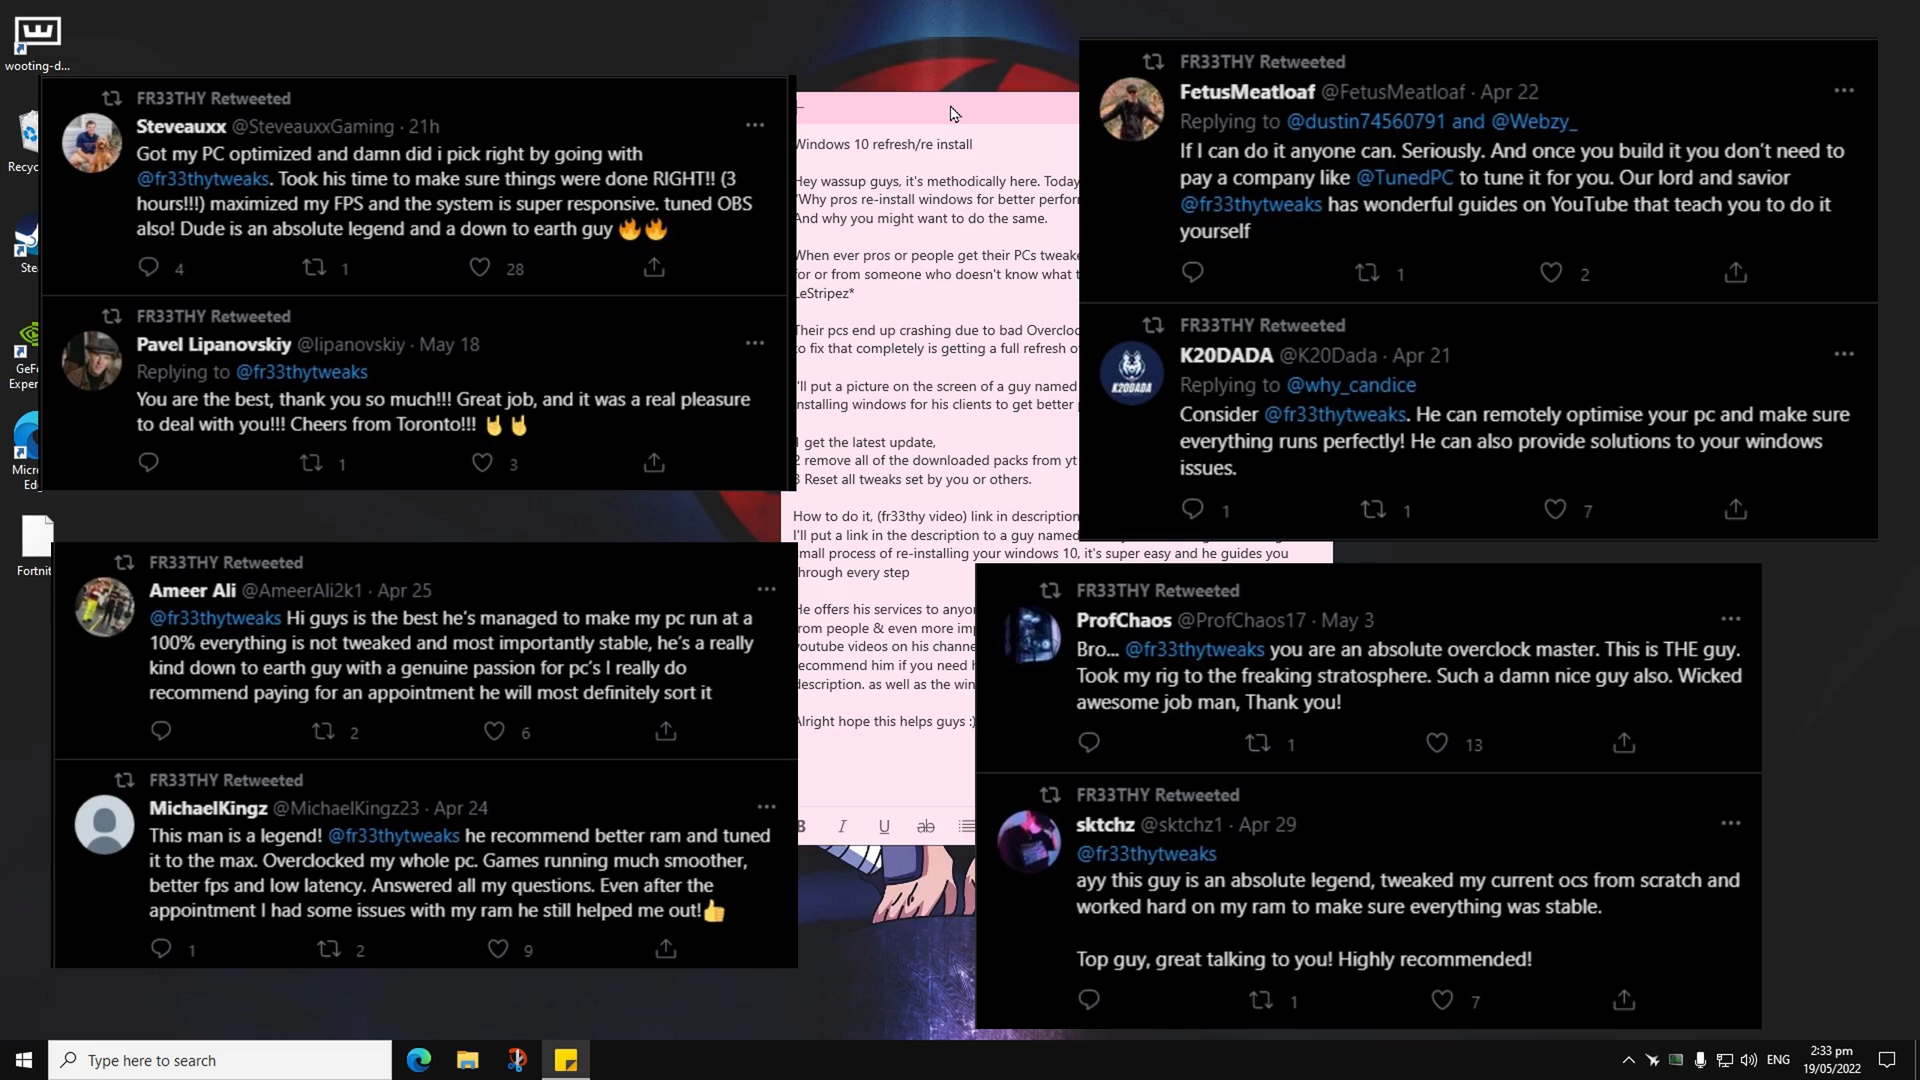 wooting-d...
Recyc
Ste
GeFo
Exper
Micro
Ed
Fortnit
FR33THY Retweeted
Steveauxx @SteveauxxGaming · 21h
Got my PC optimized and damn did i pick right by going with
@fr33thytweaks. Took his time to make sure things were done RIGHT!! (3
hours!!!) maximized my FPS and the system is super responsive. tuned OBS
also! Dude is an absolute legend and a down to earth guy 🔥🔥
4 1 28
FR33THY Retweeted
Pavel Lipanovskiy @lipanovskiy · May 18
Replying to @fr33thytweaks
You are the best, thank you so much!!! Great job, and it was a real pleasure
to deal with you!!! Cheers from Toronto!!! 🤘🤘
1 3
FR33THY Retweeted
Ameer Ali @AmeerAli2k1 · Apr 25
@fr33thytweaks Hi guys is the best he's managed to make my pc run at a
100% everything is not tweaked and most importantly stable, he's a really
kind down to earth guy with a genuine passion for pc's I really do
recommend paying for an appointment he will most definitely sort it
2 6
FR33THY Retweeted
MichaelKingz @MichaelKingz23 · Apr 24
This man is a legend! @fr33thytweaks he recommend better ram and tuned
it to the max. Overclocked my whole pc. Games running much smoother,
better fps and low latency. Answered all my questions. Even after the
appointment I had some issues with my ram he still helped me out!👍
1 2 9
Windows 10 refresh/re install
Hey wassup guys, it's methodically here. Today
"Why pros re-install windows for better perfor
And why you might want to do the same.
When ever pros or people get their PCs tweake
for or from someone who doesn't know what t
LeStripez*
Their pcs end up crashing due to bad Overcloc
to fix that completely is getting a full refresh o
I'll put a picture on the screen of a guy named
installing windows for his clients to get better
1 get the latest update,
2 remove all of the downloaded packs from yt
3 Reset all tweaks set by you or others.
How to do it, (fr33thy video) link in description
I'll put a link in the description to a guy named
small process of re-installing your windows 10, it's super easy and he guides you
through every step
He offers his services to anyo
from people & even more imp
youtube videos on his channe
recommend him if you need h
description. as well as the win
Alright hope this helps guys :)
B I U ab
FR33THY Retweeted
FetusMeatloaf @FetusMeatloaf · Apr 22
Replying to @dustin74560791 and @Webzy_
If I can do it anyone can. Seriously. And once you build it you don't need to
pay a company like @TunedPC to tune it for you. Our lord and savior
@fr33thytweaks has wonderful guides on YouTube that teach you to do it
yourself
1 2
FR33THY Retweeted
K20DADA @K20Dada · Apr 21
K20DADA
Replying to @why_candice
Consider @fr33thytweaks. He can remotely optimise your pc and make sure
everything runs perfectly! He can also provide solutions to your windows
issues.
1 1 7
FR33THY Retweeted
ProfChaos @ProfChaos17 · May 3
Bro... @fr33thytweaks you are an absolute overclock master. This is THE guy.
Took my rig to the freaking stratosphere. Such a damn nice guy also. Wicked
awesome job man, Thank you!
1 13
FR33THY Retweeted
sktchz @sktchz1 · Apr 29
@fr33thytweaks
ayy this guy is an absolute legend, tweaked my current ocs from scratch and
worked hard on my ram to make sure everything was stable.
Top guy, great talking to you! Highly recommended!
1 7
Type here to search
ENG
2:33 pm
19/05/2022